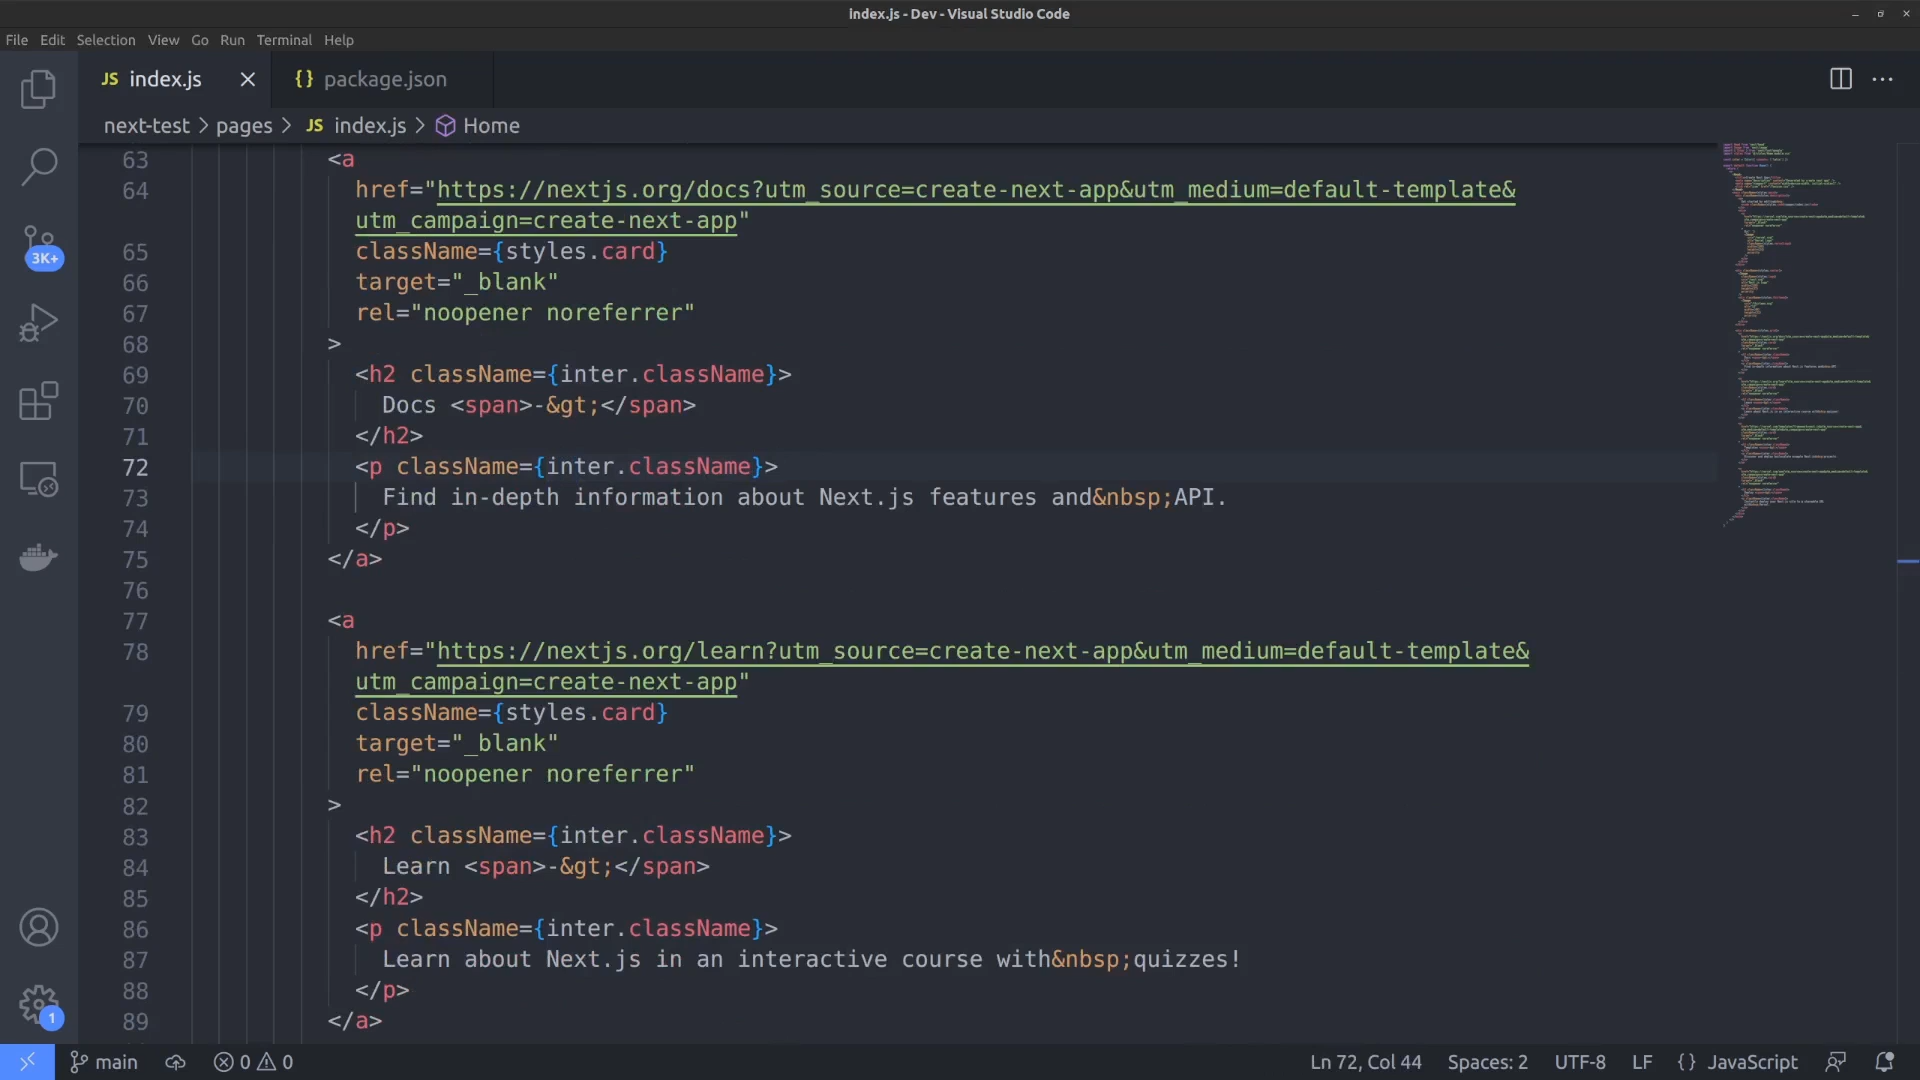 index.js - Dev - Visual Studio Code
File Edit Selection View Go Run Terminal Help
JS index.js {} package.json
next-test > pages > JS index.js > Home
63 <a
64 href="https://nextjs.org/docs?utm_source=create-next-app&utm_medium=default-template&
utm_campaign=create-next-app"
65 className={styles.card}
66 target="_blank"
67 rel="noopener noreferrer"
68 >
69 <h2 className={inter.className}>
70 Docs <span>-&gt;</span>
71 </h2>
72 <p className={inter.className}>
73 Find in-depth information about Next.js features and&nbsp;API.
74 </p>
75 </a>
76
77 <a
78 href="https://nextjs.org/learn?utm_source=create-next-app&utm_medium=default-template&
utm_campaign=create-next-app"
79 className={styles.card}
80 target="_blank"
81 rel="noopener noreferrer"
82 >
83 <h2 className={inter.className}>
84 Learn <span>-&gt;</span>
85 </h2>
86 <p className={inter.className}>
87 Learn about Next.js in an interactive course with&nbsp;quizzes!
88 </p>
89 </a>
3K+
1
main 0 0 Ln 72, Col 44 Spaces: 2 UTF-8 LF {} JavaScript